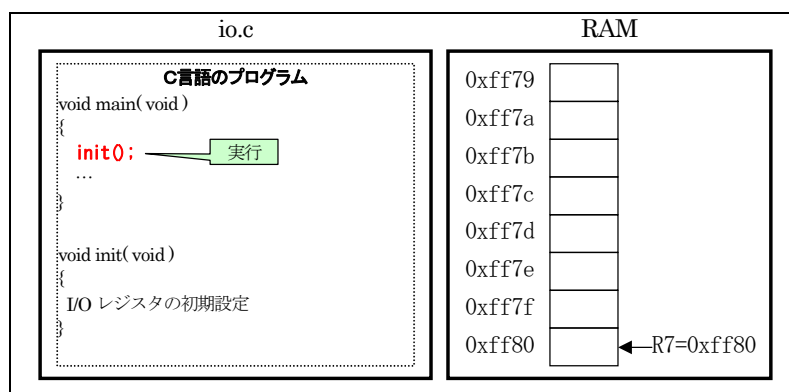 io.c
C言語のプログラム
void main( void )
{
init();
実行
…
}
void init( void )
{
I/O レジスタの初期設定
}
RAM
0xff79
0xff7a
0xff7b
0xff7c
0xff7d
0xff7e
0xff7f
0xff80
R7=0xff80